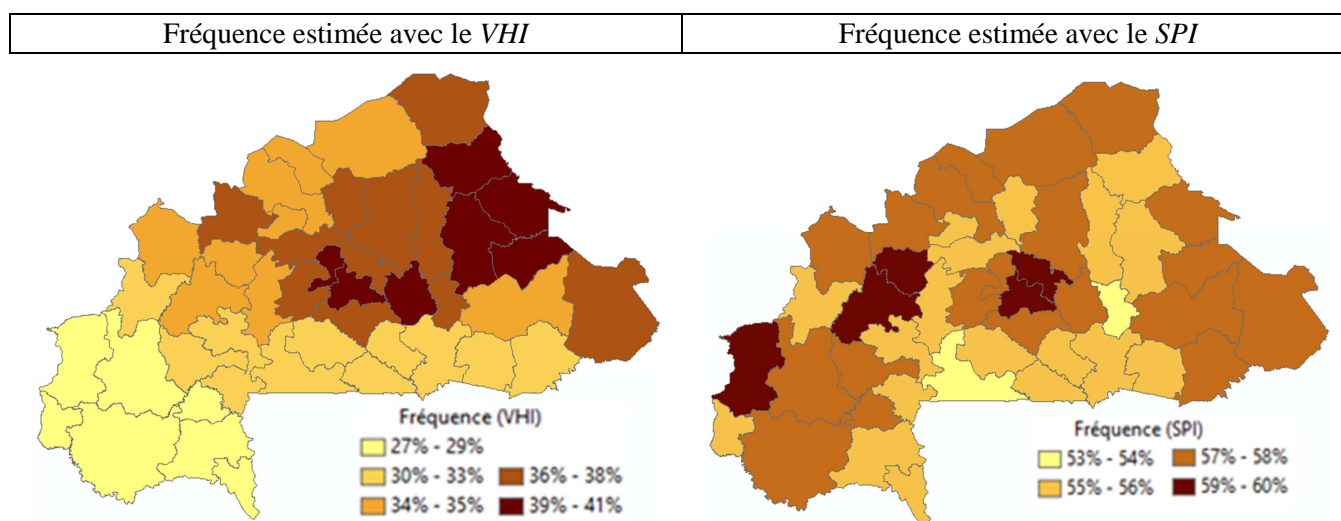 Fréquence estimée avec le VHI
Fréquence estimée avec le SPI
Fréquence (VHI)
27% - 29%
30% - 33%
36% - 38%
34% - 35%
39% - 41%
Fréquence (SPI)
53% - 54%
57% - 58%
55% - 56%
59% - 60%